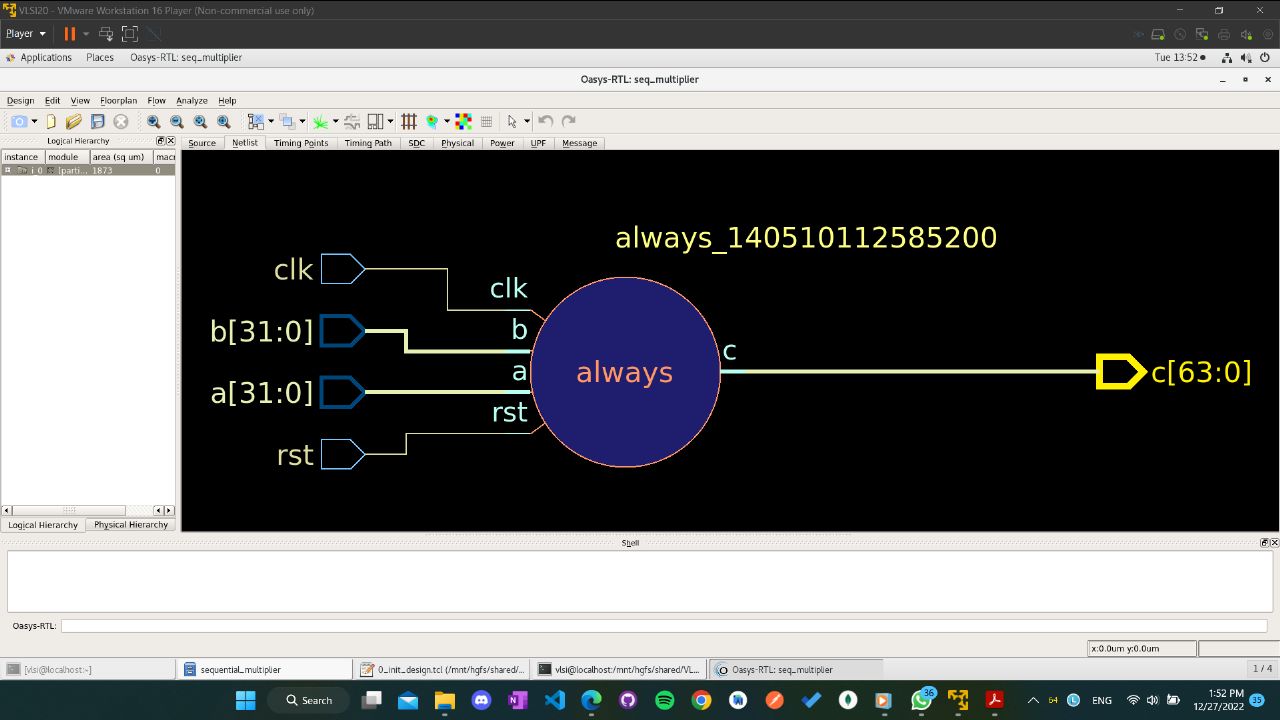 VLSI20 - VMware Workstation 16 Player (Non-commercial use only)
Player
Applications Places Oasys-RTL: seq_multiplier Tue 13:52
Oasys-RTL: seq_multiplier
Design Edit View Floorplan Flow Analyze Help
Logical Hierarchy
Source Netlist Timing Points Timing Path SDC Physical Power UPF Message
instance module area (sq um) macr
i_0 (parti... 1873 0
always_140510112585200
clk
clk
b[31:0]
b
a[31:0]
a
rst
rst
always
c
c[63:0]
Logical Hierarchy Physical Hierarchy
Shell
Oasys-RTL:
x:0.0um y:0.0um
[vlsi@localhost:~] sequential_multiplier 0_init_design.tcl (/mnt/hgfs/shared/... vlsi@localhost:/mnt/hgfs/shared/VL... Oasys-RTL: seq_multiplier 1 / 4
Search 36 64 ENG 1:52 PM 35
12/27/2022